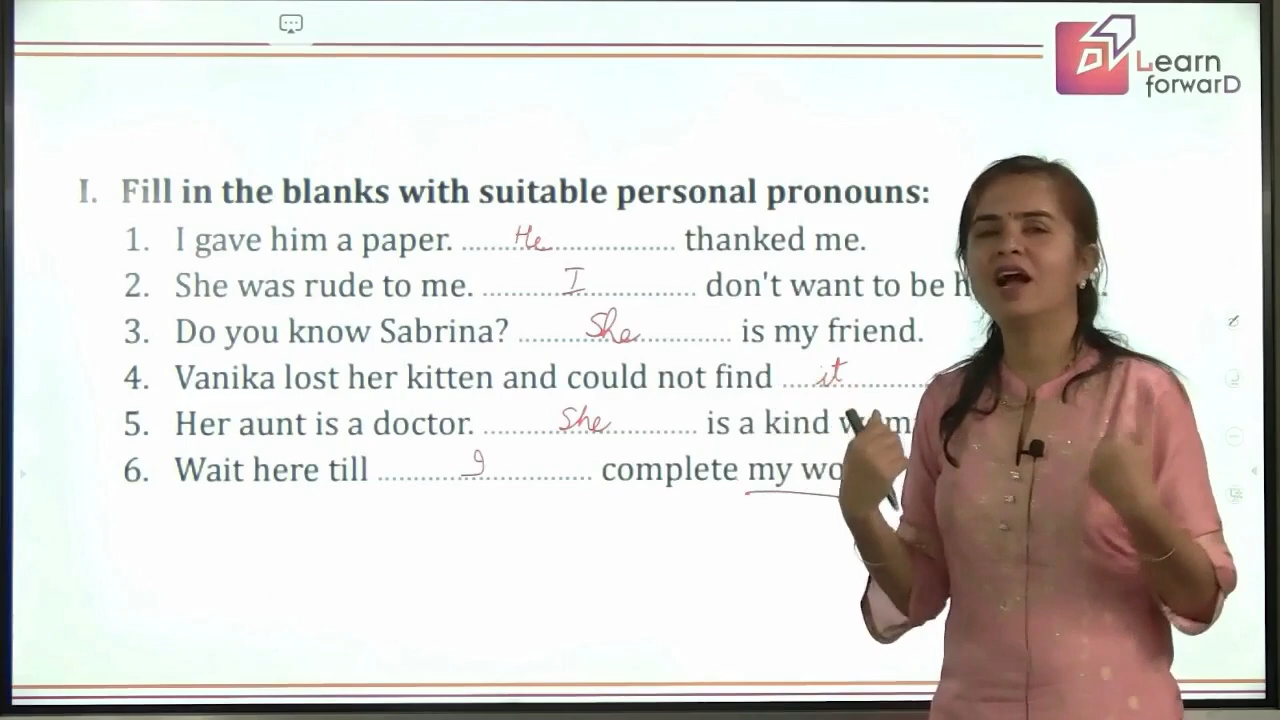 Learn
forwarD
I. Fill in the blanks with suitable personal pronouns:
1. I gave him a paper. ........He.................... thanked me.
2. She was rude to me. ............I................ don't want to be
3. Do you know Sabrina? ..........She............... is my friend.
4. Vanika lost her kitten and could not find .....it.............
5. Her aunt is a doctor. ...........She............... is a kind
6. Wait here till ..............I................. complete my